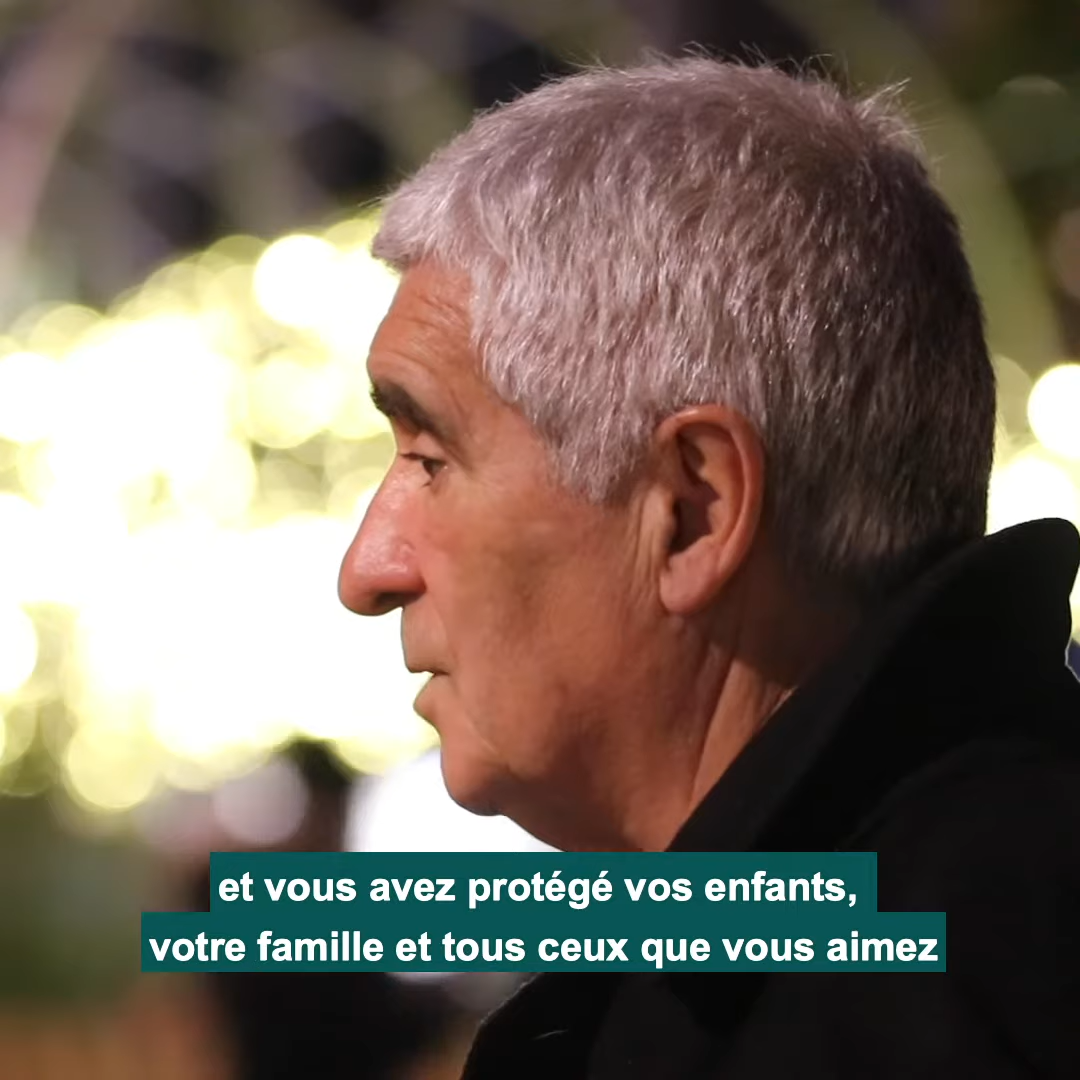 et vous avez protégé vos enfants,
votre famille et tous ceux que vous aimez